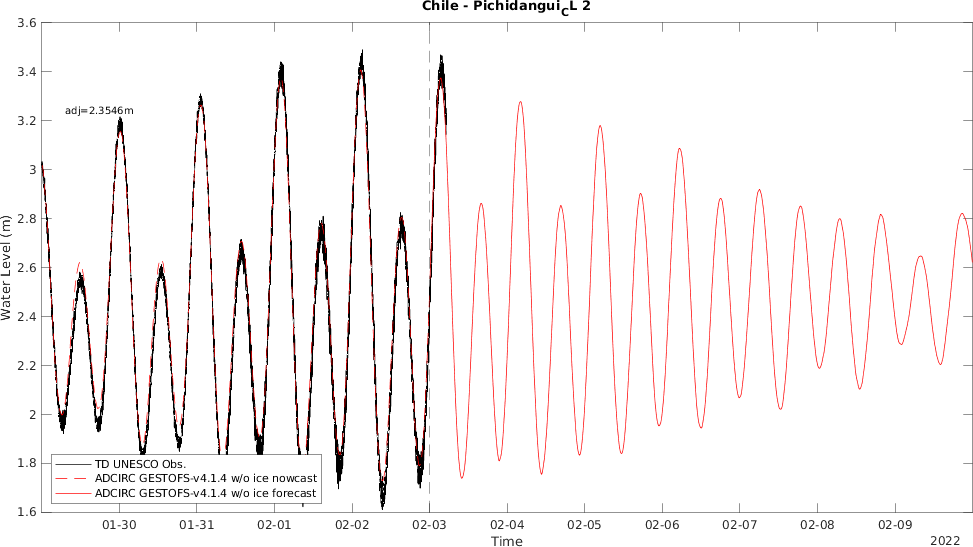 Chile - PichidanguiCL 2
3.6
3.4
3.2
3
2.8
2.6
2.4
2.2
2
1.8
1.6
Water Level (m)
adj=2.3546m
TD UNESCO Obs.
ADCIRC GESTOFS-v4.1.4 w/o ice nowcast
ADCIRC GESTOFS-v4.1.4 w/o ice forecast
01-30 01-31 02-01 02-02 02-03 02-04 02-05 02-06 02-07 02-08 02-09
Time
2022